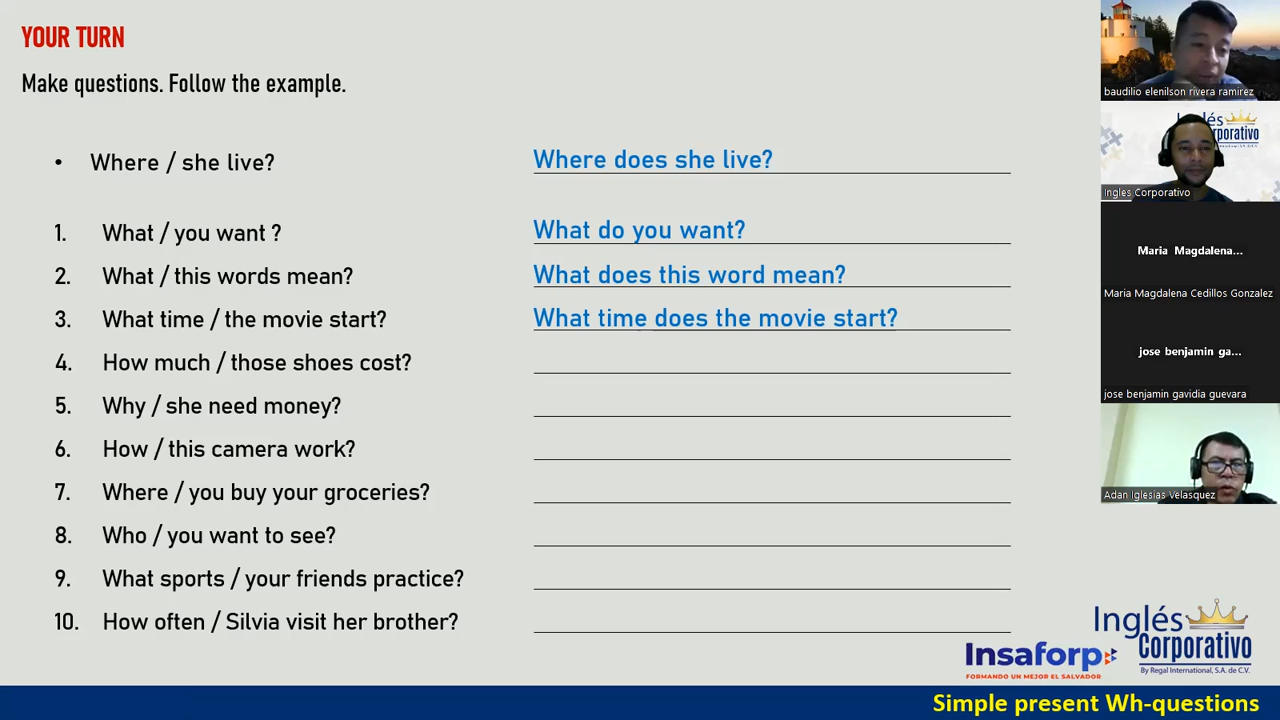 YOUR TURN
Make questions. Follow the example.
• Where / she live? Where does she live?
1. What / you want ? What do you want?
2. What / this words mean? What does this word mean?
3. What time / the movie start? What time does the movie start?
4. How much / those shoes cost?
5. Why / she need money?
6. How / this camera work?
7. Where / you buy your groceries?
8. Who / you want to see?
9. What sports / your friends practice?
10. How often / Silvia visit her brother?
baudilio elenilson rivera ramirez
Inglés
Corporativo
Ingles Corporativo
Maria Magdalena...
Maria Magdalena Cedillos Gonzalez
jose benjamin ga...
jose benjamin gavidia guevara
Adan Iglesias Velasquez
Inglés
Corporativo
By Regal International, S.A. de C.V.
Insaforp
FORMANDO UN MEJOR EL SALVADOR
Simple present Wh-questions